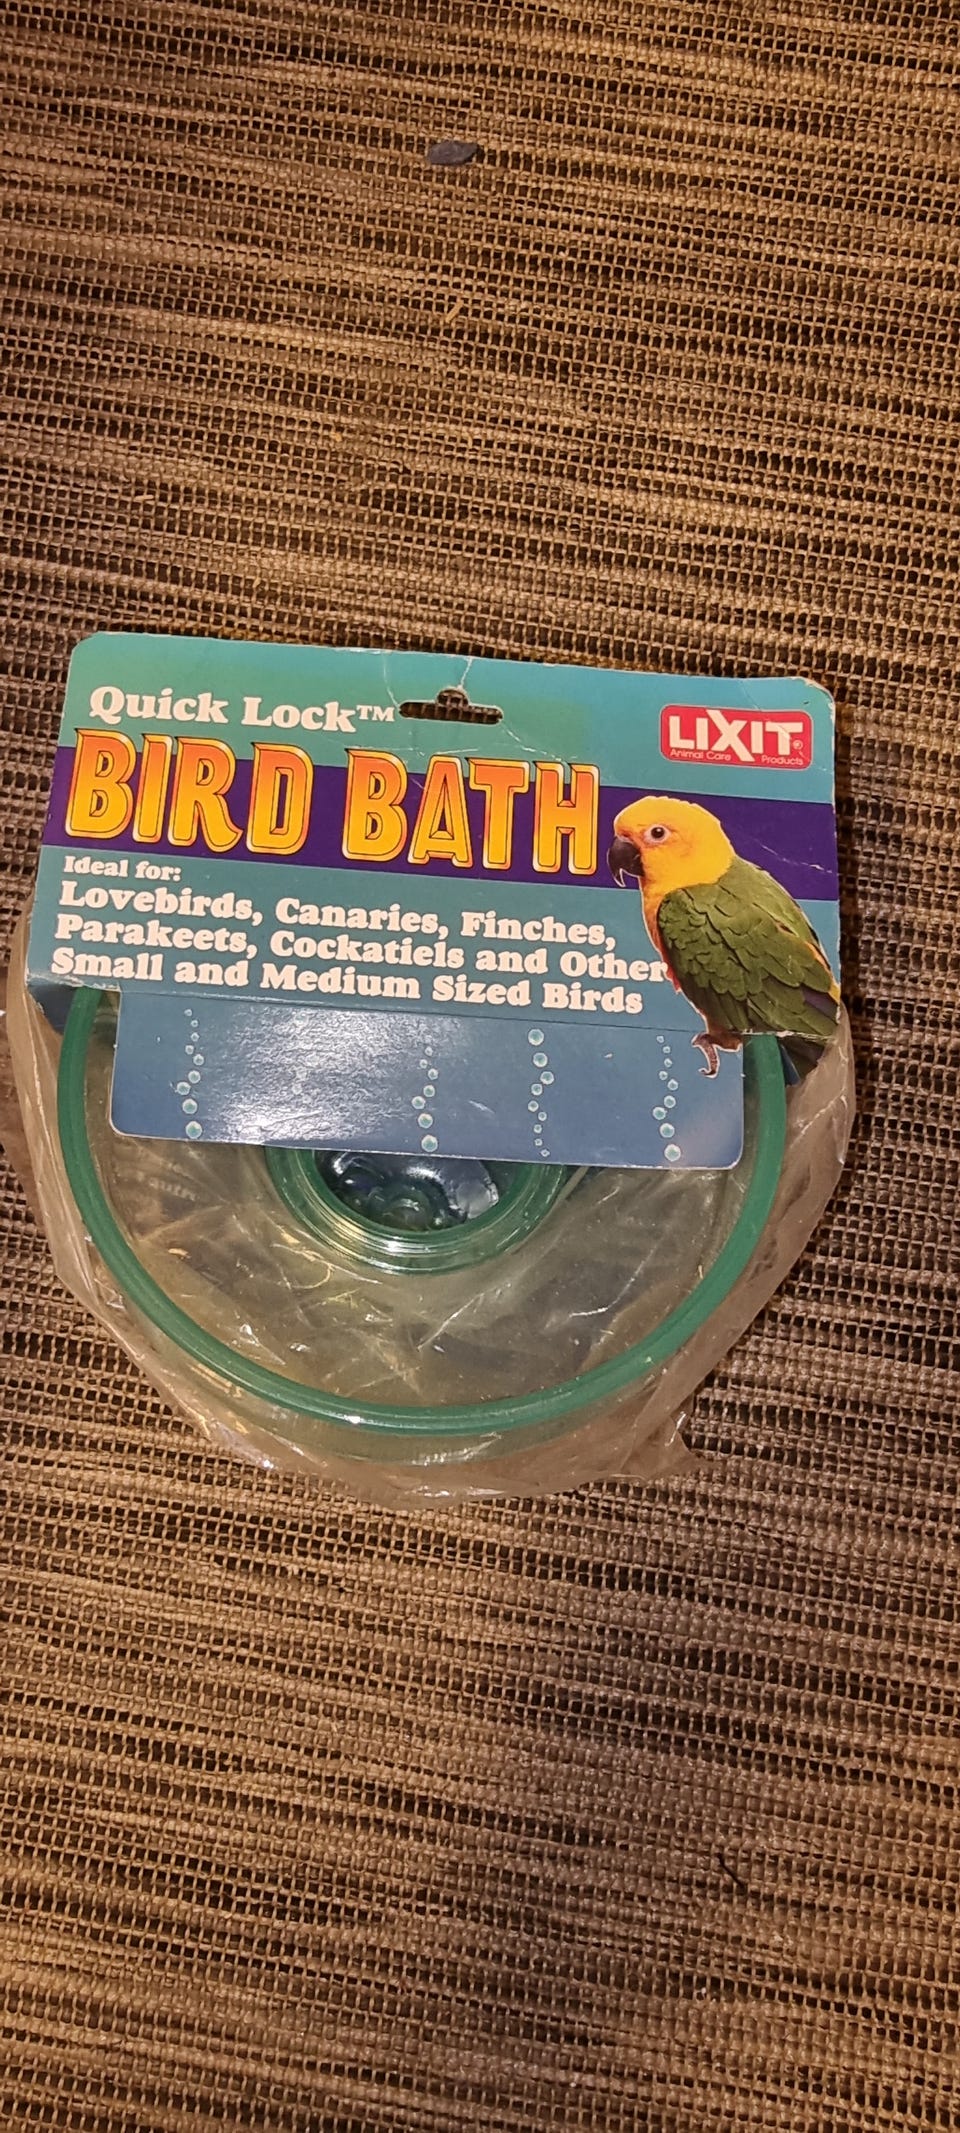 Quick Lock™
LIXIT®
Animal Care Products
BIRD BATH
Ideal for:
Lovebirds, Canaries, Finches,
Parakeets, Cockatiels and Other
Small and Medium Sized Birds